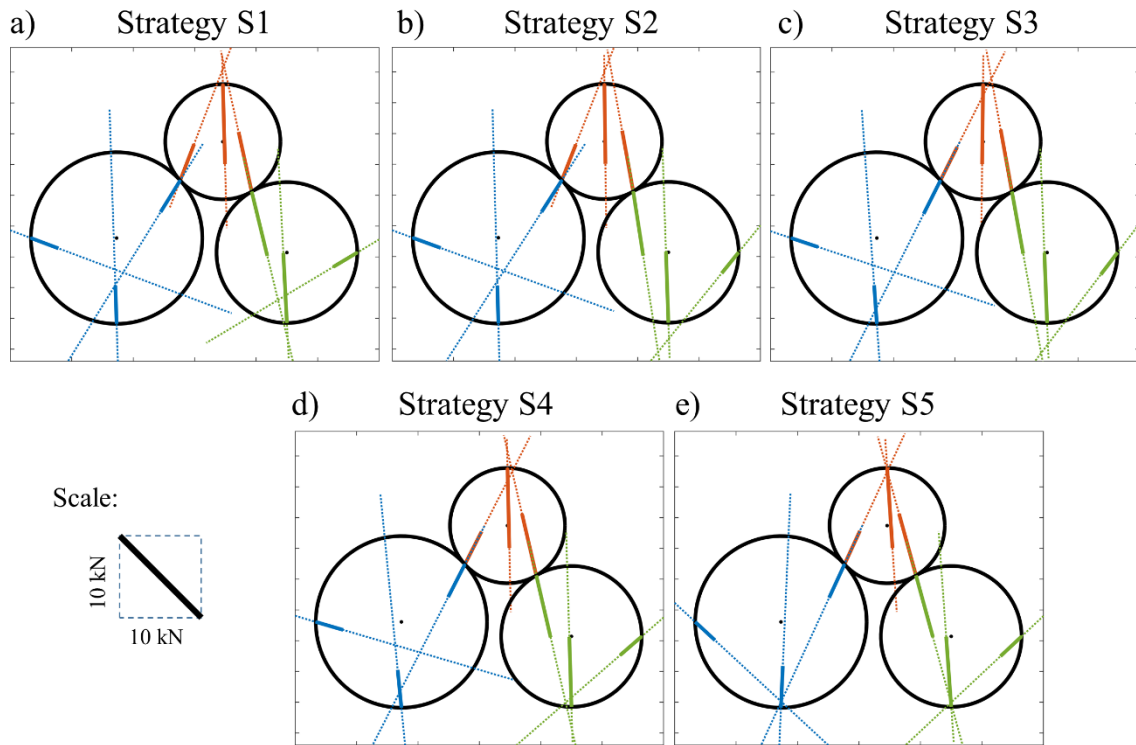 a) Strategy S1
b) Strategy S2
c) Strategy S3
d) Strategy S4
e) Strategy S5
Scale:
10 kN
10 kN